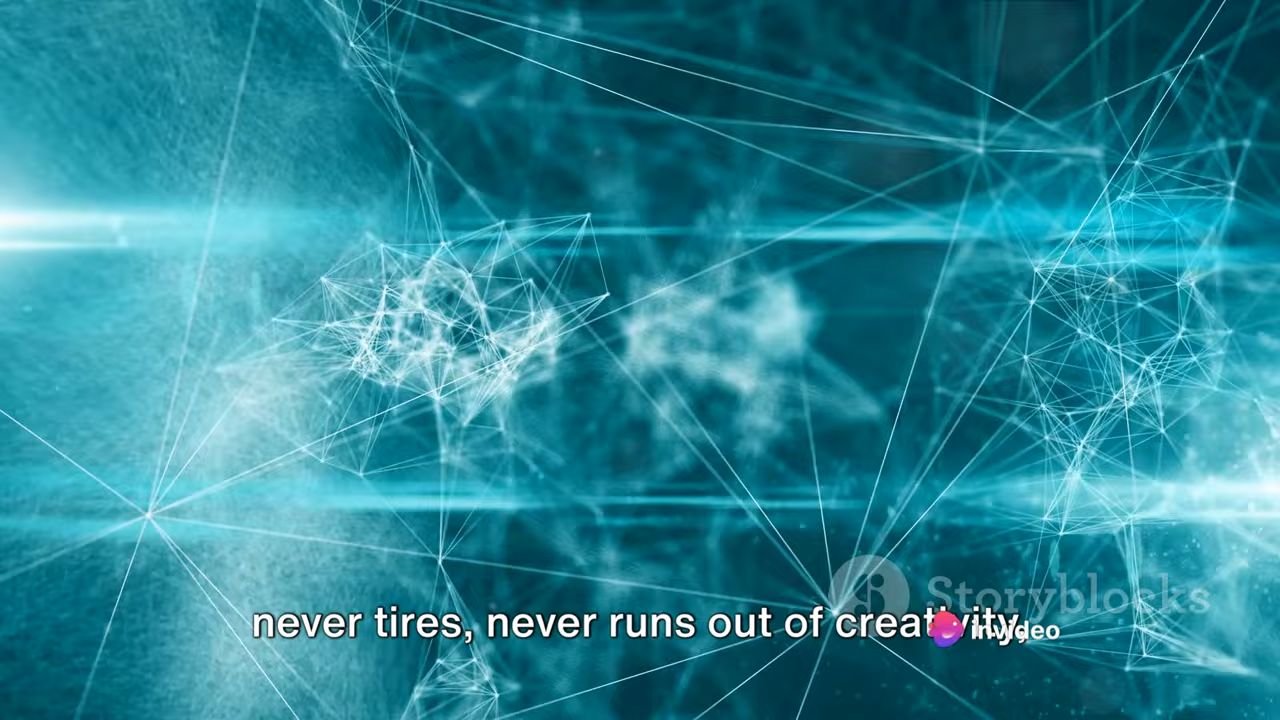 Storyblocks
never tires, never runs out of creativity,
invideo